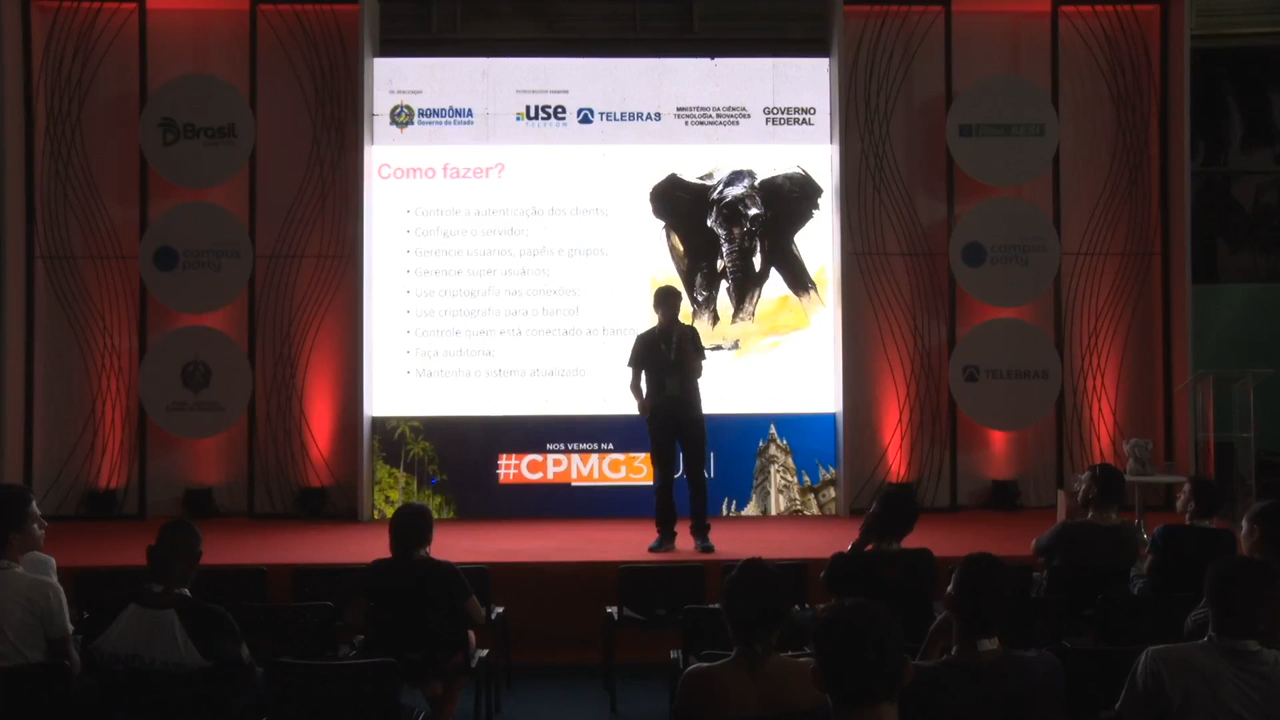 Brasil
campus
party
RONDÔNIA
Governo do Estado
use
TELECOM
TELEBRAS
MINISTÉRIO DA CIÊNCIA,
TECNOLOGIA, INOVAÇÕES
E COMUNICAÇÕES
GOVERNO
FEDERAL
Como fazer?
• Controle a autenticação dos clients;
• Configure o servidor;
• Gerencie usuários, papéis e grupos;
• Gerencie super usuários;
• Use criptografia nas conexões;
• Use criptografia para o banco!
• Controle quem está conectado ao banco;
• Faça auditoria;
• Mantenha o sistema atualizado
NOS VEMOS NA
#CPMG3 UAI
campus
party
TELEBRAS